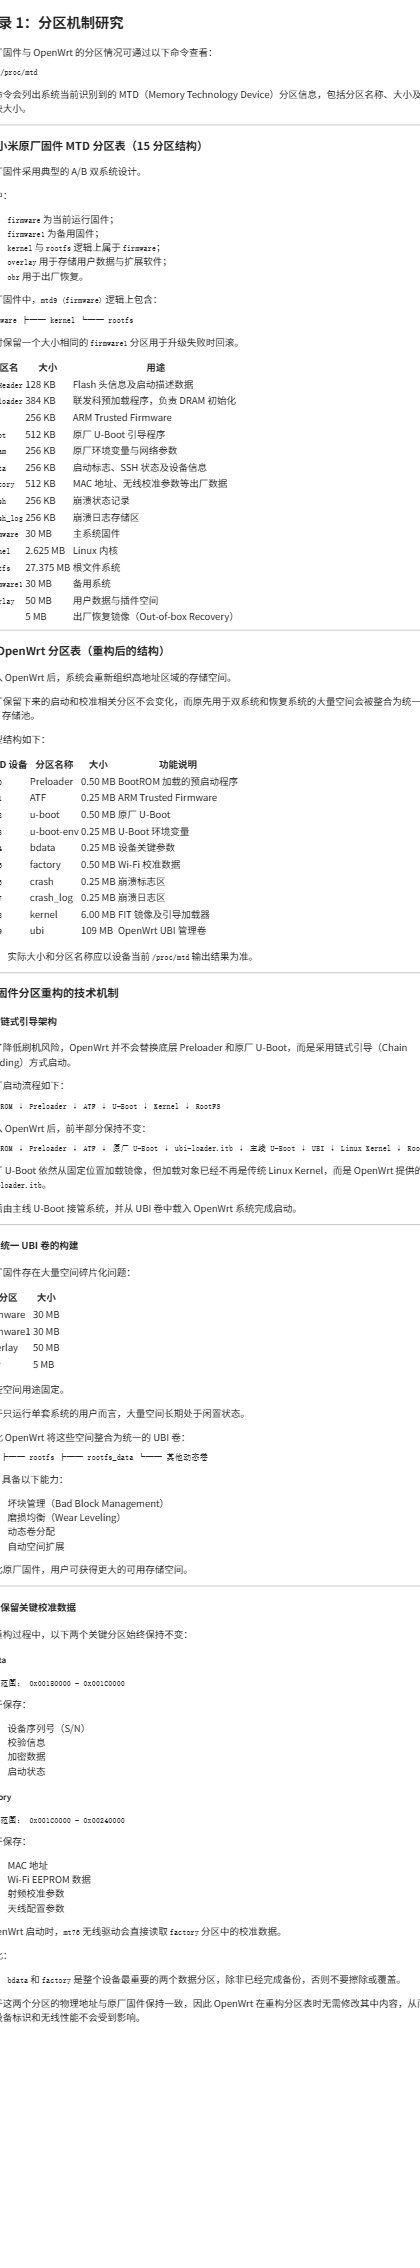 录 1：分区机制研究
厂固件与 OpenWrt 的分区情况可通过以下命令查看：
/proc/mtd
命令会列出系统当前识别到的 MTD（Memory Technology Device）分区信息，包括分区名称、大小及
块大小。
小米原厂固件 MTD 分区表（15 分区结构）
厂固件采用典型的 A/B 双系统设计。
中：
firmware 为当前运行固件；
firmware1 为备用固件；
kernel 与 rootfs 逻辑上属于 firmware；
overlay 用于存储用户数据与扩展软件；
obr 用于出厂恢复。
厂固件中，mtd9 (firmware) 逻辑上包含：
ware ├── kernel └── rootfs
时保留一个大小相同的 firmware1 分区用于升级失败时回滚。
区名 大小 用途
Header 128 KB Flash 头信息及启动描述数据
loader 384 KB 联发科预加载程序，负责 DRAM 初始化
256 KB ARM Trusted Firmware
ot 512 KB 原厂 U-Boot 引导程序
am 256 KB 原厂环境变量与网络参数
ta 256 KB 启动标志、SSH 状态及设备信息
tory 512 KB MAC 地址、无线校准参数等出厂数据
sh 256 KB 崩溃状态记录
sh_log 256 KB 崩溃日志存储区
mware 30 MB 主系统固件
nel 2.625 MB Linux 内核
tfs 27.375 MB 根文件系统
mware1 30 MB 备用系统
rlay 50 MB 用户数据与插件空间
5 MB 出厂恢复镜像（Out-of-box Recovery）
OpenWrt 分区表（重构后的结构）
入 OpenWrt 后，系统会重新组织高地址区域的存储空间。
厂保留下来的启动和校准相关分区不会变化，而原先用于双系统和恢复系统的大量空间会被整合为统一
存储池。
型结构如下：
D 设备 分区名称 大小 功能说明
Preloader 0.50 MB BootROM 加载的预启动程序
ATF 0.25 MB ARM Trusted Firmware
u-boot 0.50 MB 原厂 U-Boot
u-boot-env 0.25 MB U-Boot 环境变量
bdata 0.25 MB 设备关键参数
factory 0.50 MB Wi-Fi 校准数据
crash 0.25 MB 崩溃标志区
crash_log 0.25 MB 崩溃日志区
kernel 6.00 MB FIT 镜像及引导加载器
ubi 109 MB OpenWrt UBI 管理卷
实际大小和分区名称应以设备当前 /proc/mtd 输出结果为准。
固件分区重构的技术机制
链式引导架构
了降低刷机风险，OpenWrt 并不会替换底层 Preloader 和原厂 U-Boot，而是采用链式引导（Chain
ding）方式启动。
厂启动流程如下：
ROM ↓ Preloader ↓ ATF ↓ U-Boot ↓ Kernel ↓ RootFS
入 OpenWrt 后，前半部分保持不变：
ROM ↓ Preloader ↓ ATF ↓ 原厂 U-Boot ↓ ubi-loader.itb ↓ 主线 U-Boot ↓ UBI ↓ Linux Kernel ↓ Roo
厂 U-Boot 依然从固定位置加载镜像，但加载对象已经不再是传统 Linux Kernel，而是 OpenWrt 提供的
loader.itb。
后由主线 U-Boot 接管系统，并从 UBI 卷中载入 OpenWrt 系统完成启动。
统一 UBI 卷的构建
厂固件存在大量空间碎片化问题：
分区 大小
mware 30 MB
mware1 30 MB
erlay 50 MB
5 MB
些空间用途固定。
于只运行单套系统的用户而言，大量空间长期处于闲置状态。
此 OpenWrt 将这些空间整合为统一的 UBI 卷：
├── rootfs ├── rootfs_data └── 其他动态卷
具备以下能力：
坏块管理（Bad Block Management）
磨损均衡（Wear Leveling）
动态卷分配
自动空间扩展
比原厂固件，用户可获得更大的可用存储空间。
保留关键校准数据
重构过程中，以下两个关键分区始终保持不变：
ta
范围： 0x00180000 – 0x001C0000
于保存：
设备序列号（S/N）
校验信息
加密数据
启动状态
ory
范围： 0x001C0000 – 0x00240000
于保存：
MAC 地址
Wi-Fi EEPROM 数据
射频校准参数
天线配置参数
enWrt 启动时，mt76 无线驱动会直接读取 factory 分区中的校准数据。
此：
bdata 和 factory 是整个设备最重要的两个数据分区，除非已经完成备份，否则不要擦除或覆盖。
于这两个分区的物理地址与原厂固件保持一致，因此 OpenWrt 在重构分区表时无需修改其中内容，从而
设备标识和无线性能不会受到影响。